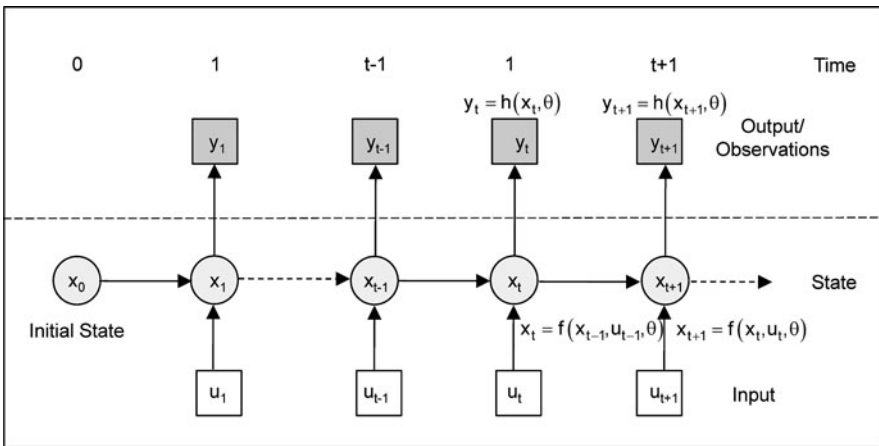 0 1 t-1 1 t+1 Time
y_t = h(x_t,θ) y_{t+1} = h(x_{t+1},θ)
Output/
Observations
y_1 y_{t-1} y_t y_{t+1}
x_0 x_1 x_{t-1} x_t x_{t+1} State
Initial State
x_t = f(x_{t-1},u_{t-1},θ) x_{t+1} = f(x_t,u_t,θ)
u_1 u_{t-1} u_t u_{t+1} Input